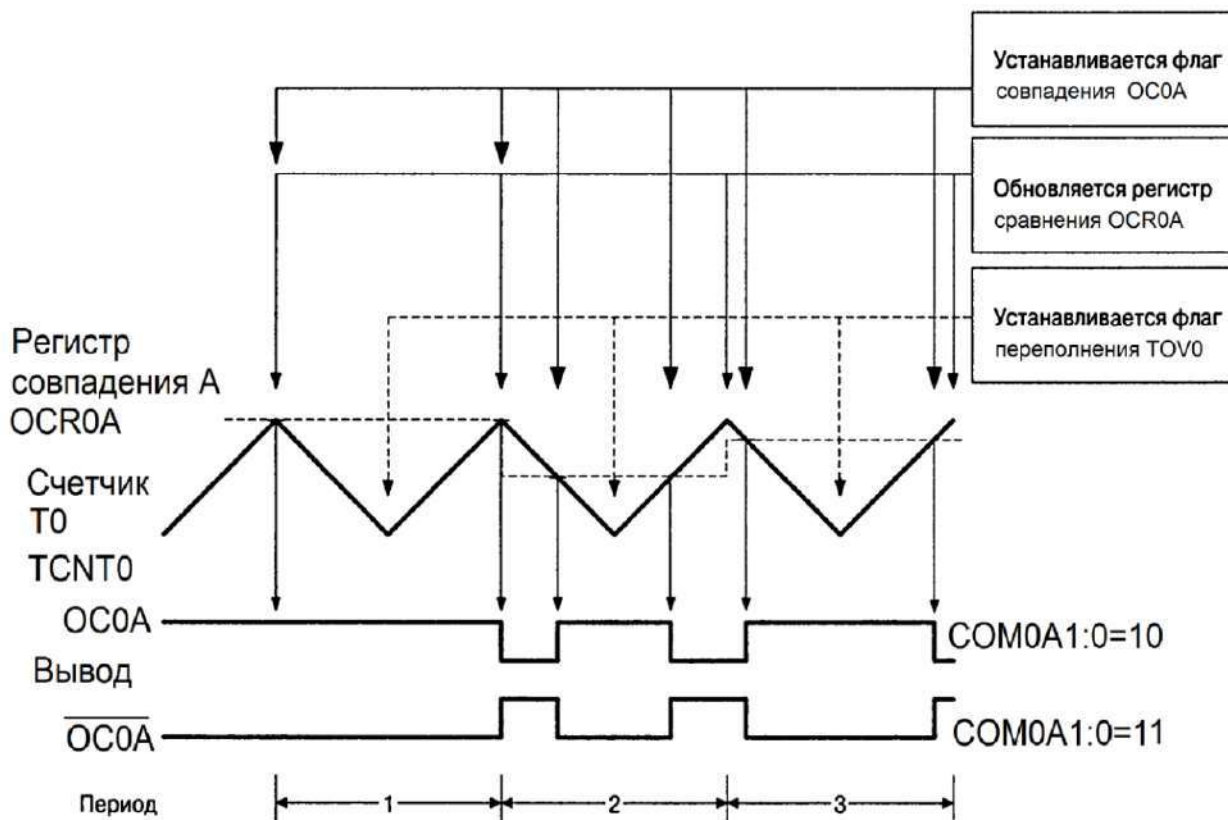 Устанавливается флаг
совпадения OC0A
Обновляется регистр
сравнения OCR0A
Устанавливается флаг
переполнения TOV0
Регистр
совпадения А
OCR0A
Счетчик
T0
TCNT0
OC0A
COM0A1:0=10
Вывод
OC0A
COM0A1:0=11
Период
1
2
3